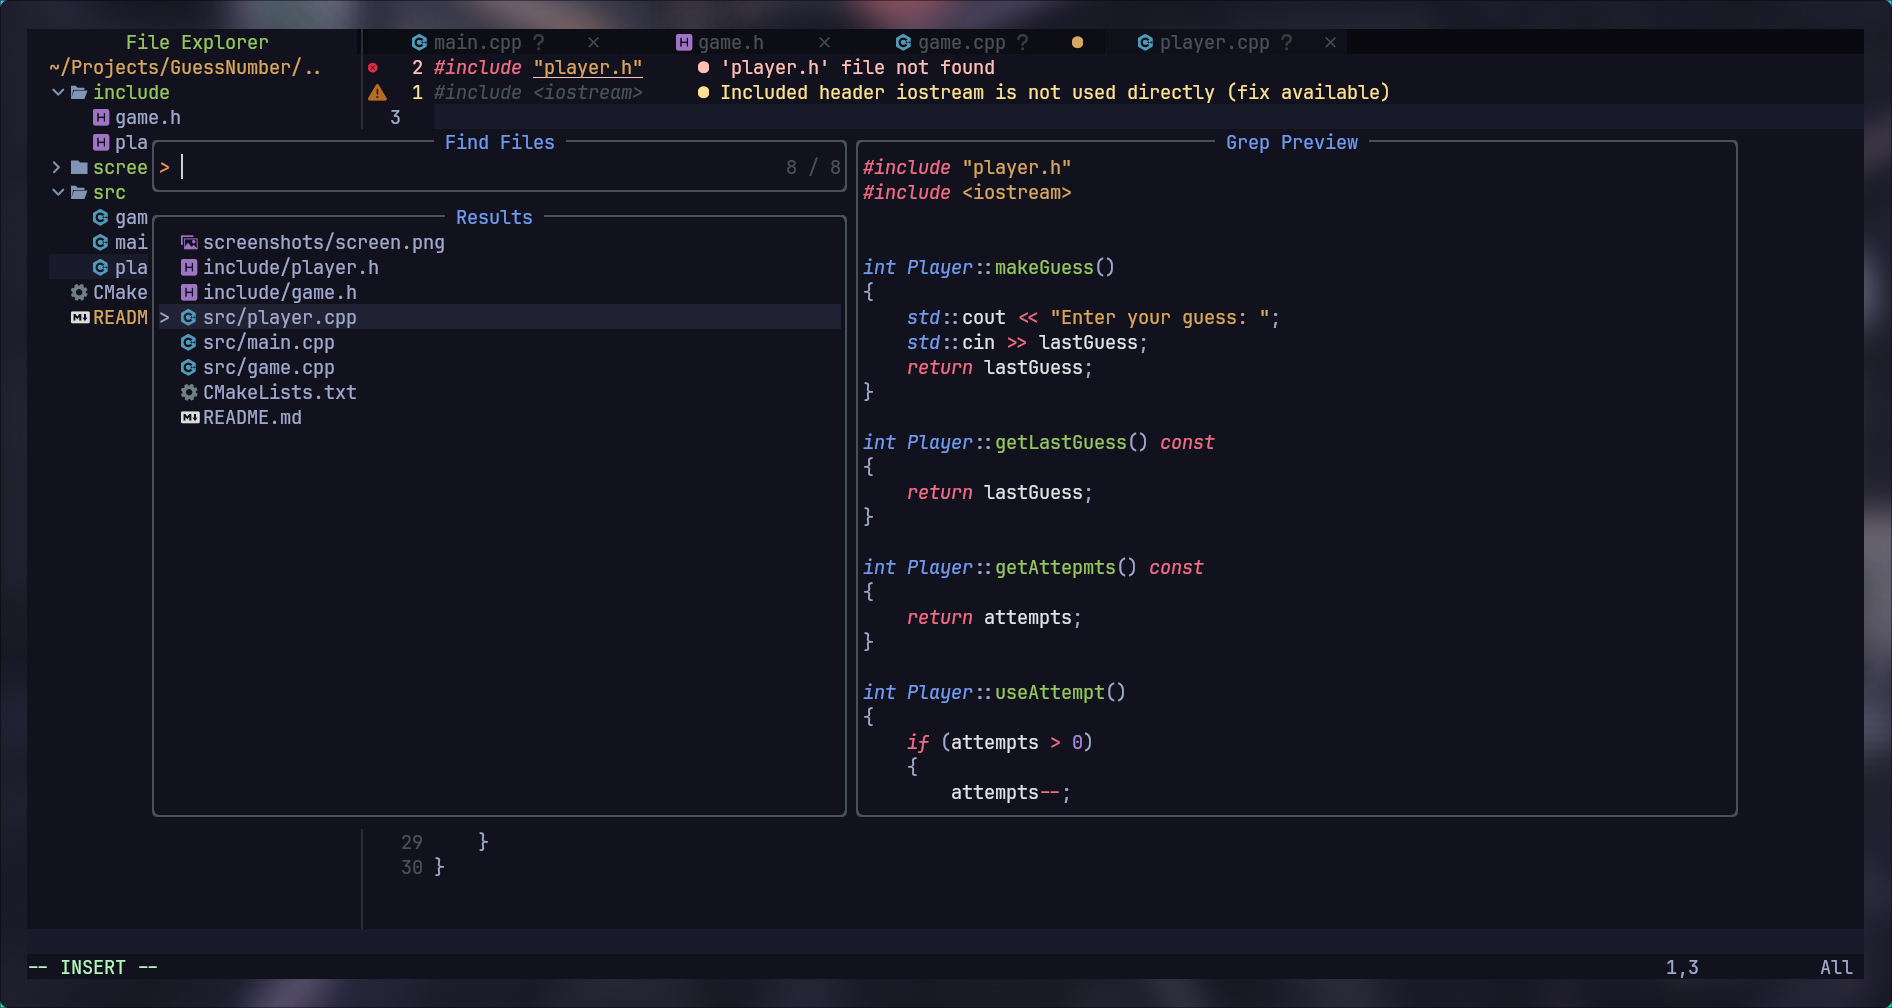 File Explorer
main.cpp ? ×
game.h ×
game.cpp ? ●
player.cpp ? ×
~/Projects/GuessNumber/..
2 #include "player.h" ● 'player.h' file not found
include
1 #include <iostream> ● Included header iostream is not used directly (fix available)
game.h
3
pla
scree
src
gam
mai
pla
CMake
READM
Find Files
> 8 / 8
Results
screenshots/screen.png
include/player.h
include/game.h
> src/player.cpp
src/main.cpp
src/game.cpp
CMakeLists.txt
README.md
Grep Preview
#include "player.h"
#include <iostream>
int Player::makeGuess()
{
std::cout << "Enter your guess: ";
std::cin >> lastGuess;
return lastGuess;
}
int Player::getLastGuess() const
{
return lastGuess;
}
int Player::getAttepmts() const
{
return attempts;
}
int Player::useAttempt()
{
if (attempts > 0)
{
attempts--;
29 }
30 }
-- INSERT -- 1,3 All